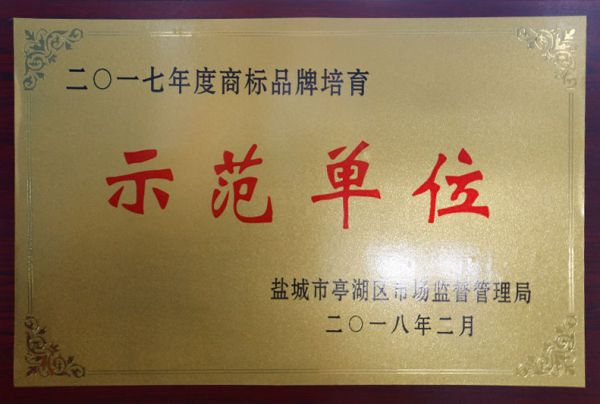 二〇一七年度商标品牌培育
示范单位
盐城市亭湖区市场监督管理局
二〇一八年二月